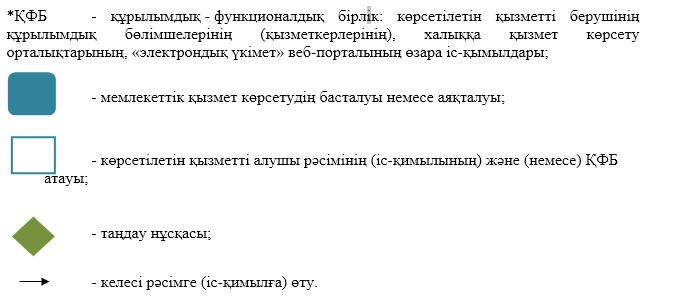 *ҚФБ - құрылымдық - функционалдық бірлік: көрсетілетін қызметті берушінің
құрылымдық бөлімшелерінің (қызметкерлерінің), халыққа қызмет көрсету
орталықтарының, «электрондық үкімет» веб-порталының өзара іс-қымылдары;
- мемлекеттік қызмет көрсетудің басталуы немесе аяқталуы;
- көрсетілетін қызметті алушы рәсімінің (іс-қимылының) және (немесе) ҚФБ
атауы;
- таңдау нұсқасы;
- келесі рәсімге (іс-қимылға) өту.